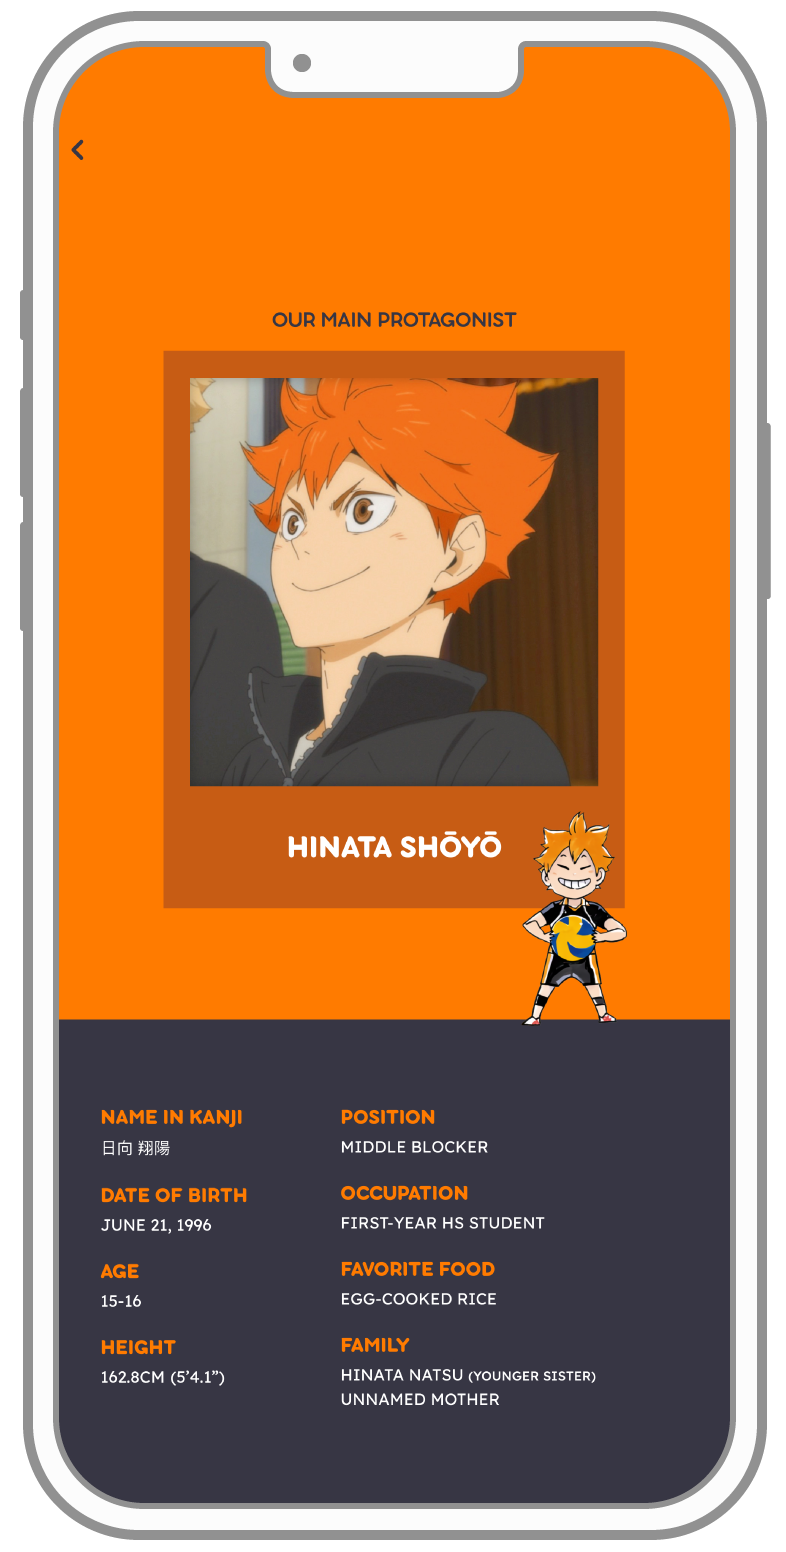 OUR MAIN PROTAGONIST
HINATA SHŌYŌ
NAME IN KANJI
日向 翔陽
DATE OF BIRTH
JUNE 21, 1996
AGE
15-16
HEIGHT
162.8CM (5’4.1”)
POSITION
MIDDLE BLOCKER
OCCUPATION
FIRST-YEAR HS STUDENT
FAVORITE FOOD
EGG-COOKED RICE
FAMILY
HINATA NATSU (YOUNGER SISTER)
UNNAMED MOTHER